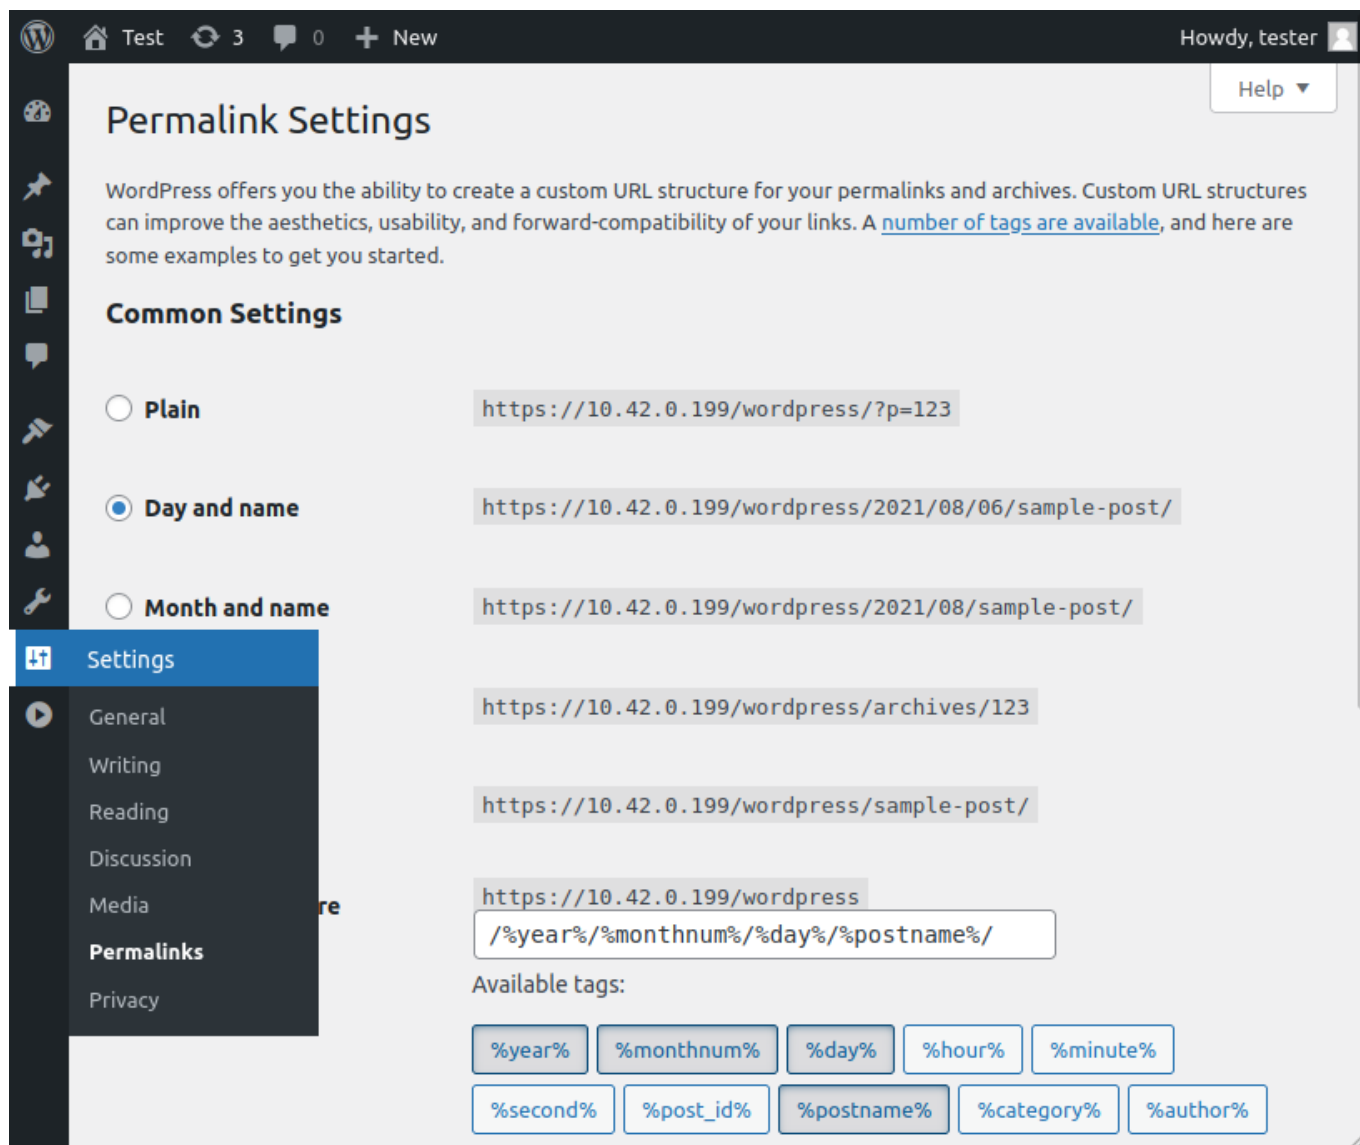 Test 3 0 New Howdy, tester
Help ▼
Permalink Settings
WordPress offers you the ability to create a custom URL structure for your permalinks and archives. Custom URL structures
can improve the aesthetics, usability, and forward-compatibility of your links. A number of tags are available, and here are
some examples to get you started.
Common Settings
Plain https://10.42.0.199/wordpress/?p=123
Day and name https://10.42.0.199/wordpress/2021/08/06/sample-post/
Month and name https://10.42.0.199/wordpress/2021/08/sample-post/
Settings
https://10.42.0.199/wordpress/archives/123
General
Writing
Reading
https://10.42.0.199/wordpress/sample-post/
Discussion
Media
re https://10.42.0.199/wordpress
/%year%/%monthnum%/%day%/%postname%/
Permalinks
Privacy
Available tags:
%year% %monthnum% %day% %hour% %minute%
%second% %post_id% %postname% %category% %author%